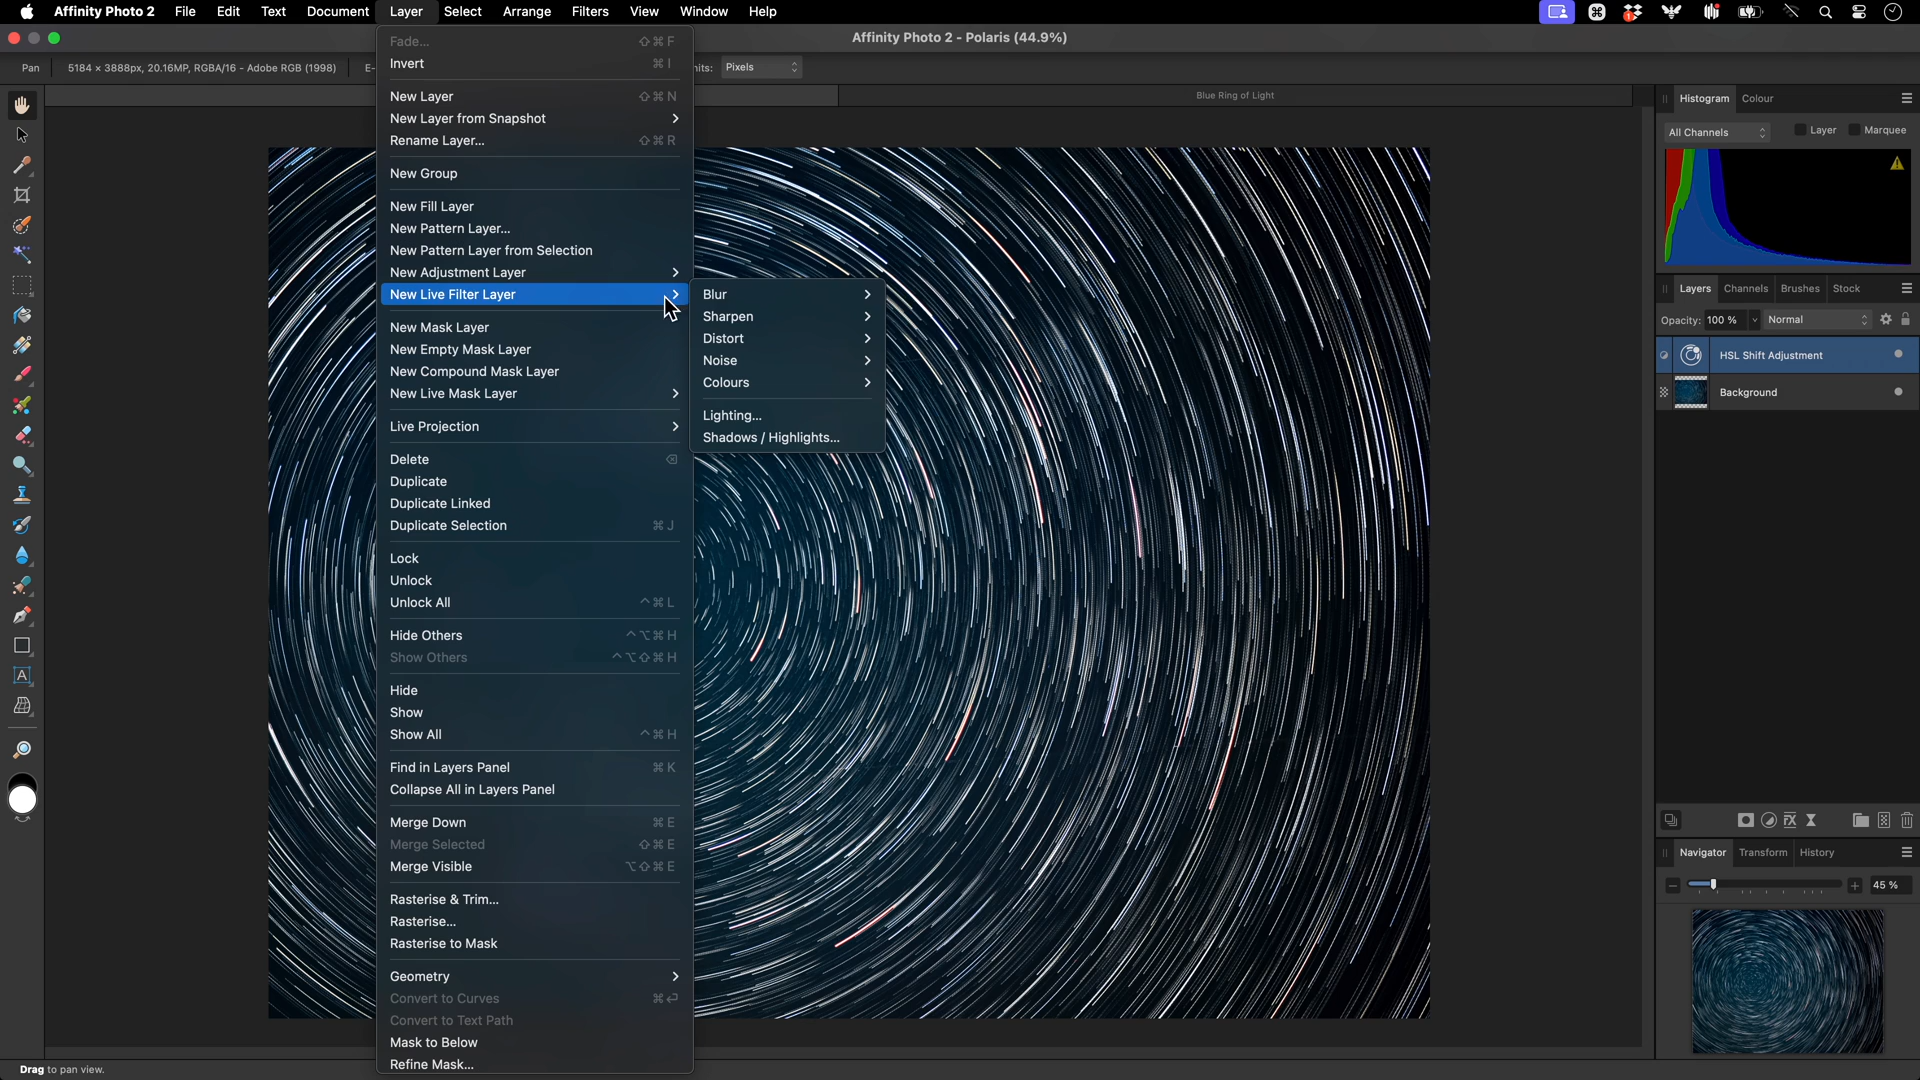 Affinity Photo 2 File Edit Text Document Layer Select Arrange Filters View Window Help
Affinity Photo 2 - Polaris (44.9%)
Pan 5184 × 3888px, 20.16MP, RGBA/16 - Adobe RGB (1998) E- nits: Pixels
Blue Ring of Light
Fade... ⇧⌘F
Invert ⌘I
New Layer ⇧⌘N
New Layer from Snapshot
Rename Layer... ⇧⌘R
New Group
New Fill Layer
New Pattern Layer...
New Pattern Layer from Selection
New Adjustment Layer
New Live Filter Layer
New Mask Layer
New Empty Mask Layer
New Compound Mask Layer
New Live Mask Layer
Live Projection
Delete ⌫
Duplicate
Duplicate Linked
Duplicate Selection ⌘J
Lock
Unlock
Unlock All ^⌘L
Hide Others ^⌥⌘H
Show Others ^⌥⇧⌘H
Hide
Show
Show All ^⌘H
Find in Layers Panel ⌘K
Collapse All in Layers Panel
Merge Down ⌘E
Merge Selected ⇧⌘E
Merge Visible ⌥⇧⌘E
Rasterise & Trim...
Rasterise...
Rasterise to Mask
Geometry
Convert to Curves ⌘↩
Convert to Text Path
Mask to Below
Refine Mask...
Blur
Sharpen
Distort
Noise
Colours
Lighting...
Shadows / Highlights...
Histogram Colour
All Channels Layer Marquee
Layers Channels Brushes Stock
Opacity: 100 % Normal
HSL Shift Adjustment
Background
Navigator Transform History
45 %
Drag to pan view.